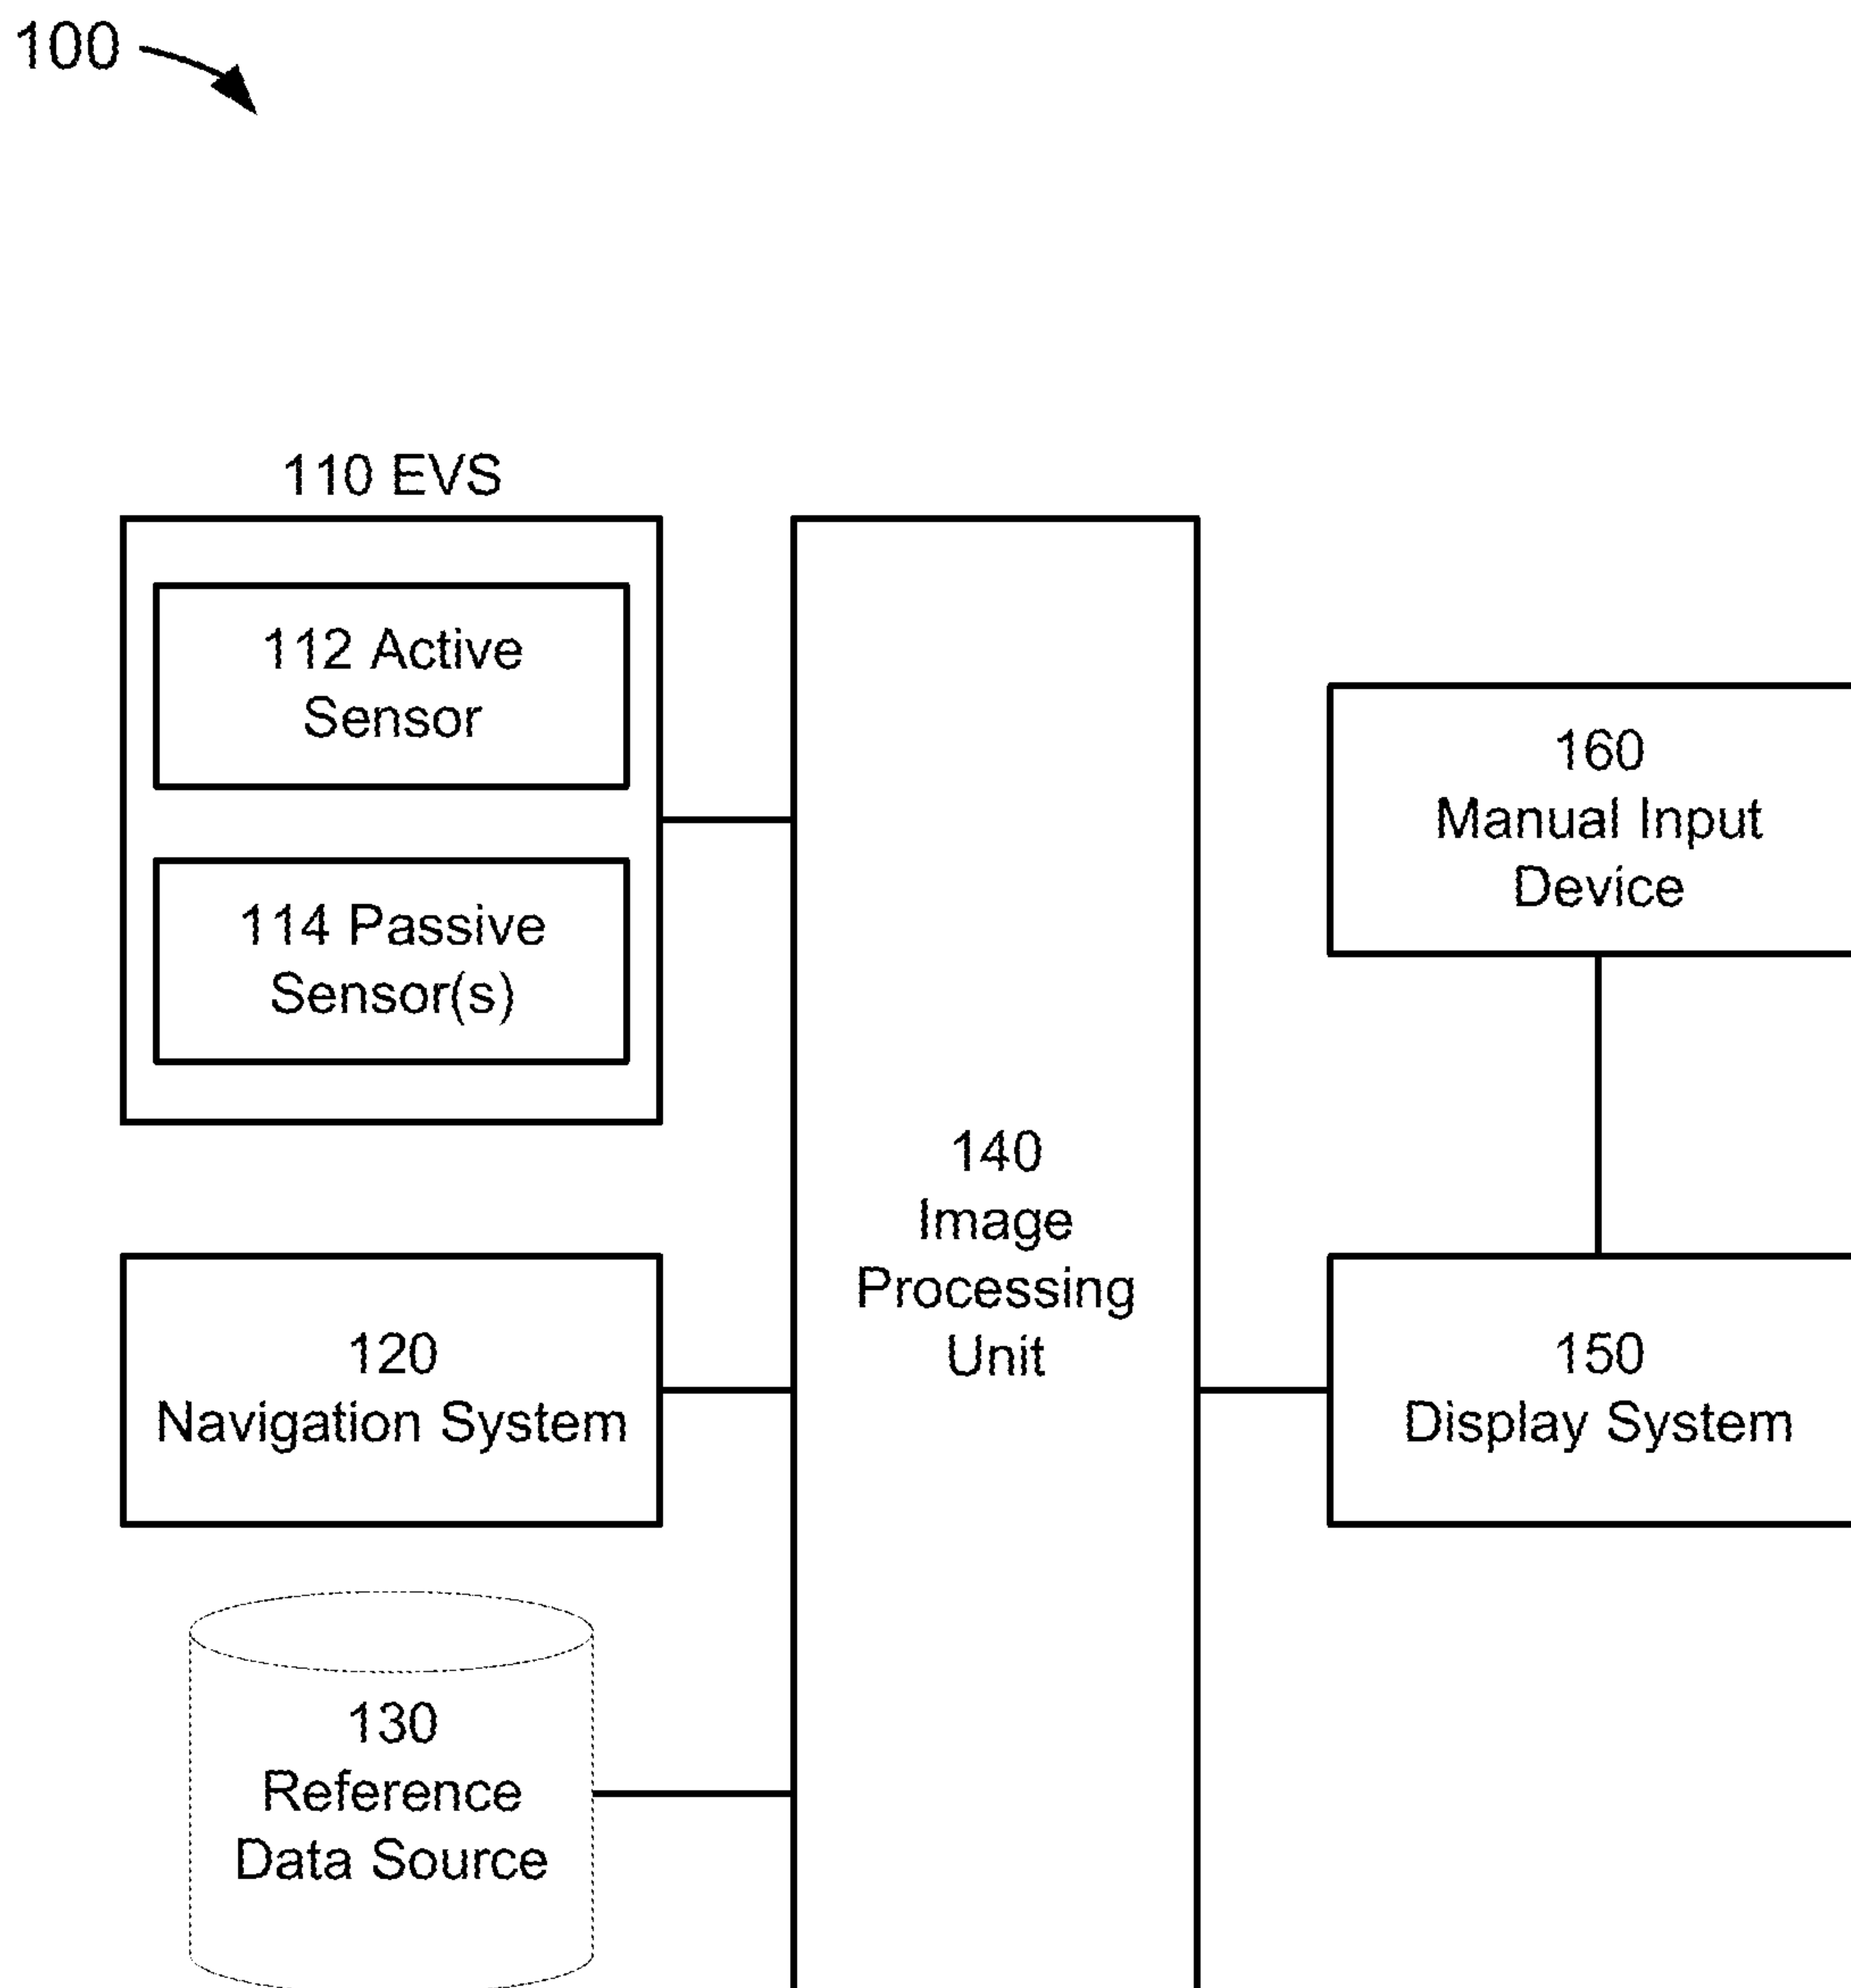 100
110 EVS
112 Active
Sensor
114 Passive
Sensor(s)
120
Navigation System
130
Reference
Data Source
140
Image
Processing
Unit
160
Manual Input
Device
150
Display System